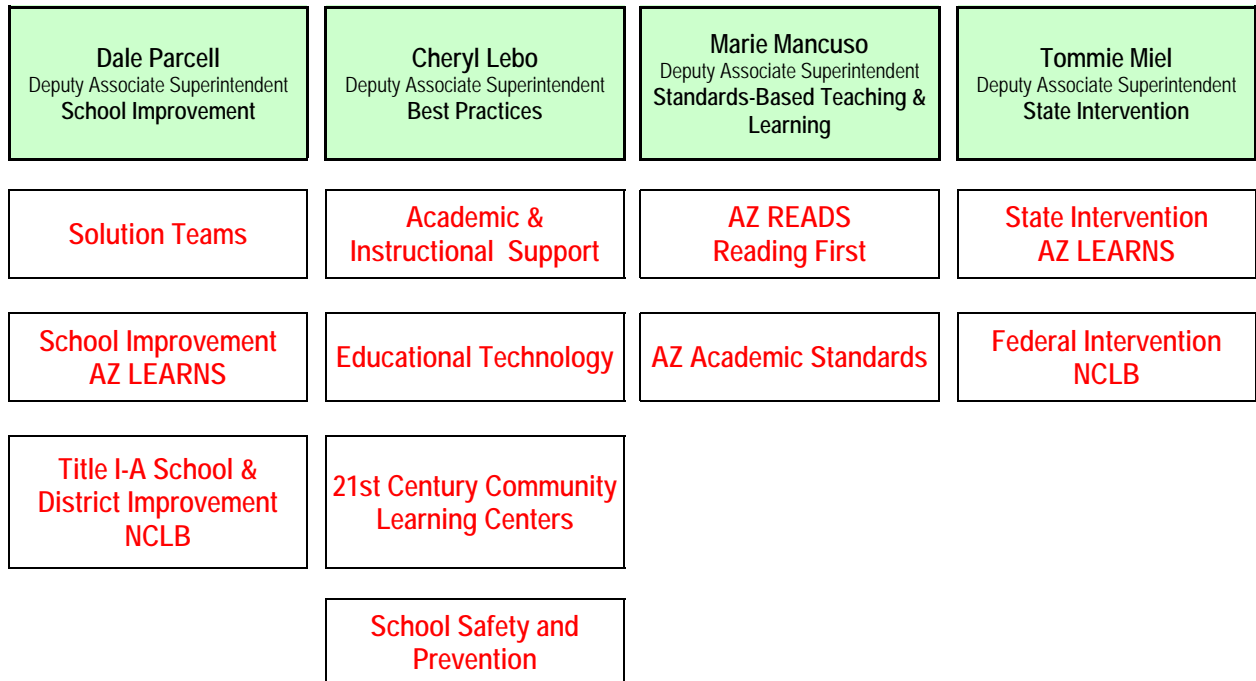 Dale Parcell
Deputy Associate Superintendent
School Improvement
Cheryl Lebo
Deputy Associate Superintendent
Best Practices
Marie Mancuso
Deputy Associate Superintendent
Standards-Based Teaching &
Learning
Tommie Miel
Deputy Associate Superintendent
State Intervention
Solution Teams
Academic &
Instructional Support
AZ READS
Reading First
State Intervention
AZ LEARNS
School Improvement
AZ LEARNS
Educational Technology
AZ Academic Standards
Federal Intervention
NCLB
Title I-A School &
District Improvement
NCLB
21st Century Community
Learning Centers
School Safety and
Prevention